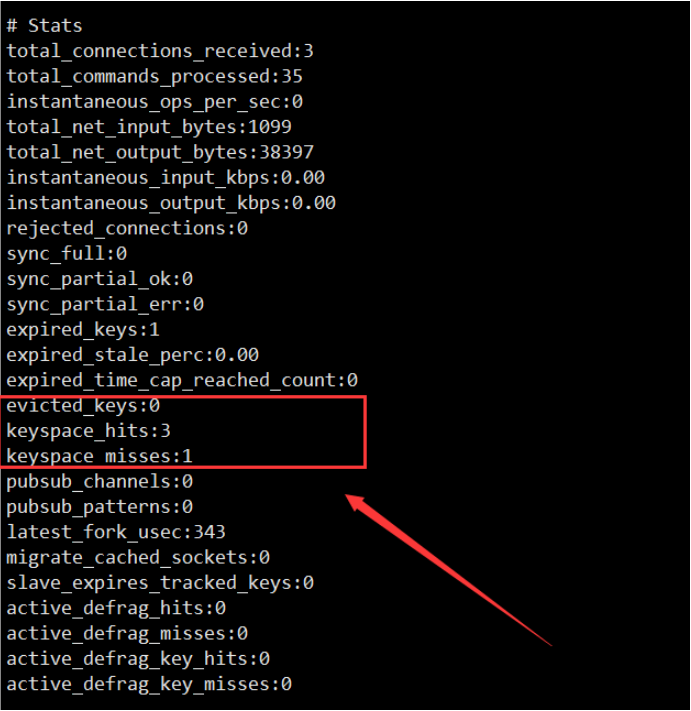 # Stats
total_connections_received:3
total_commands_processed:35
instantaneous_ops_per_sec:0
total_net_input_bytes:1099
total_net_output_bytes:38397
instantaneous_input_kbps:0.00
instantaneous_output_kbps:0.00
rejected_connections:0
sync_full:0
sync_partial_ok:0
sync_partial_err:0
expired_keys:1
expired_stale_perc:0.00
expired_time_cap_reached_count:0
evicted_keys:0
keyspace_hits:3
keyspace_misses:1
pubsub_channels:0
pubsub_patterns:0
latest_fork_usec:343
migrate_cached_sockets:0
slave_expires_tracked_keys:0
active_defrag_hits:0
active_defrag_misses:0
active_defrag_key_hits:0
active_defrag_key_misses:0